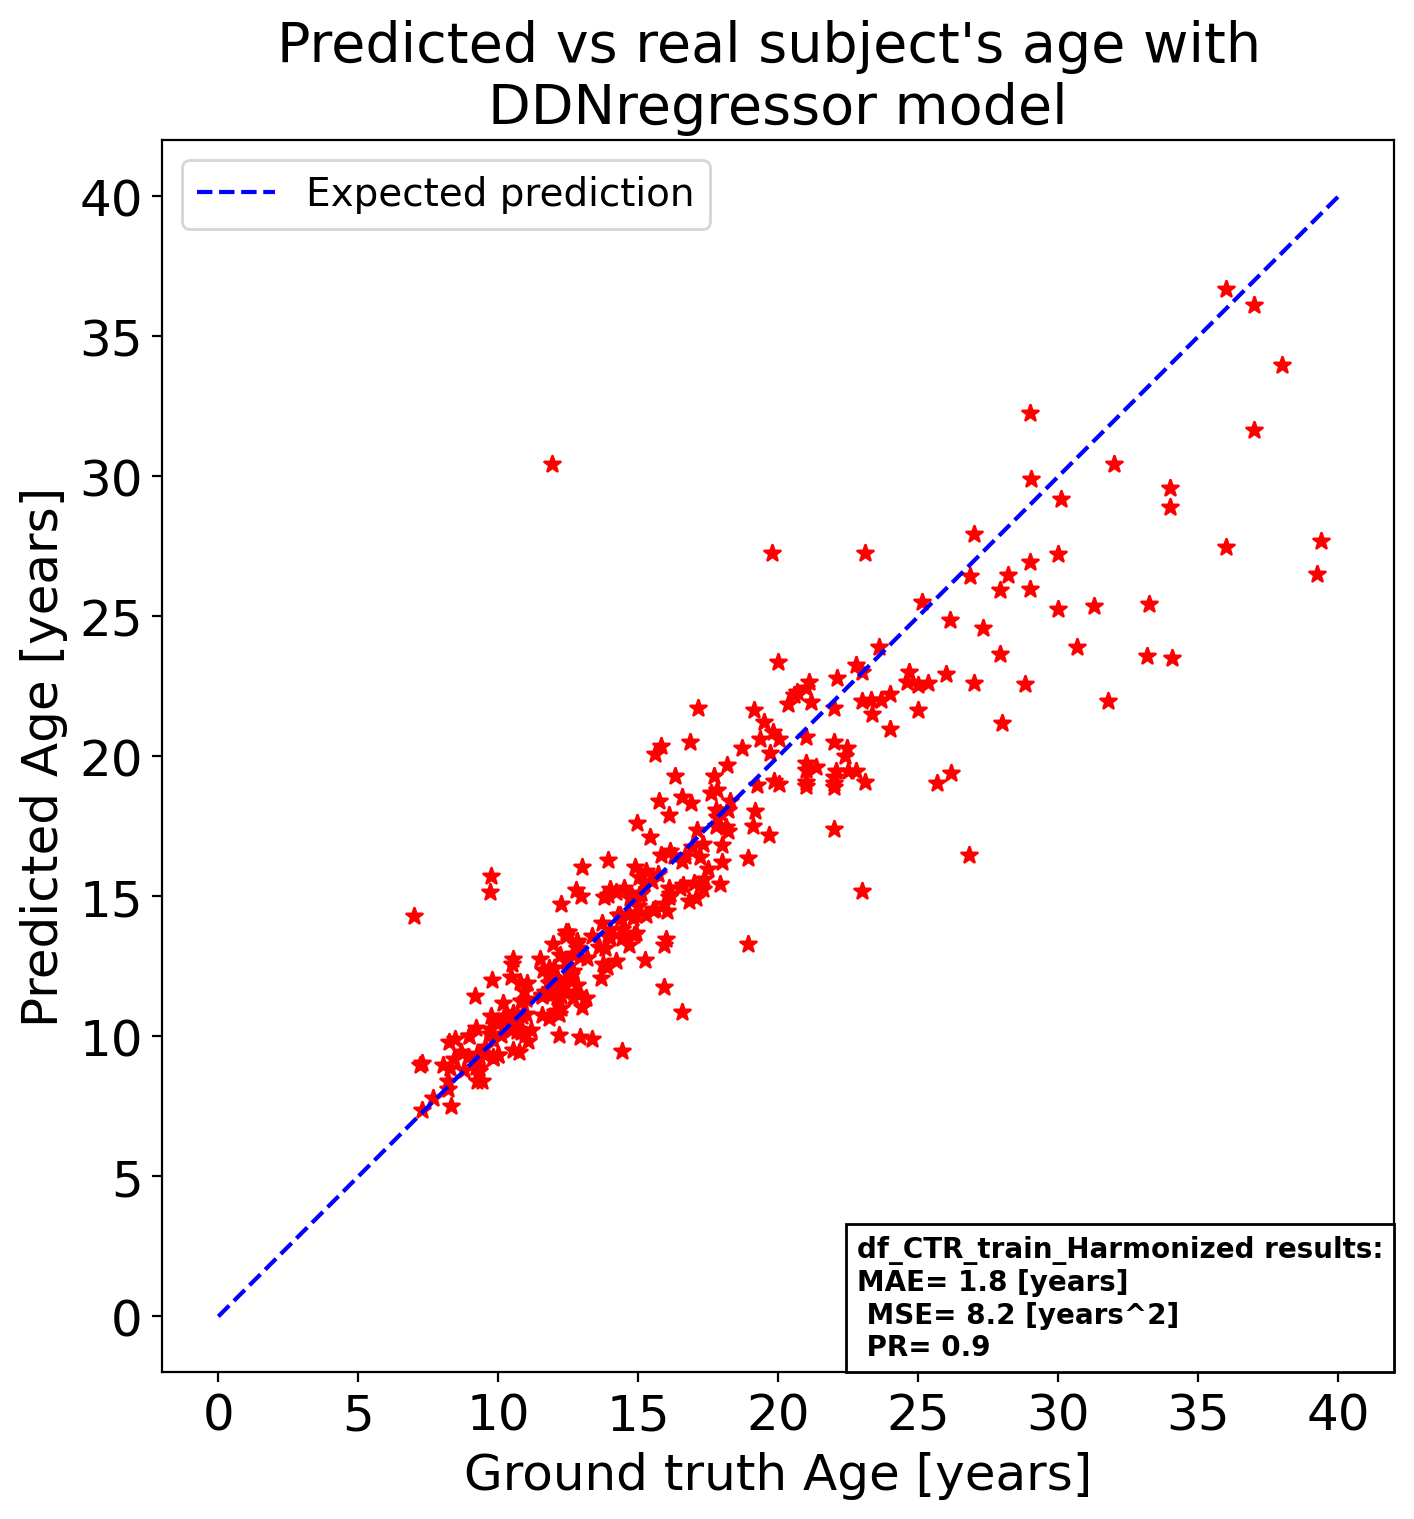 Predicted vs real subject's age with
DDNregressor model
Expected prediction
40
35
30
25
20
15
10
5
0
Predicted Age [years]
df_CTR_train_Harmonized results:
MAE= 1.8 [years]
MSE= 8.2 [years^2]
PR= 0.9
0 5 10 15 20 25 30 35 40
Ground truth Age [years]